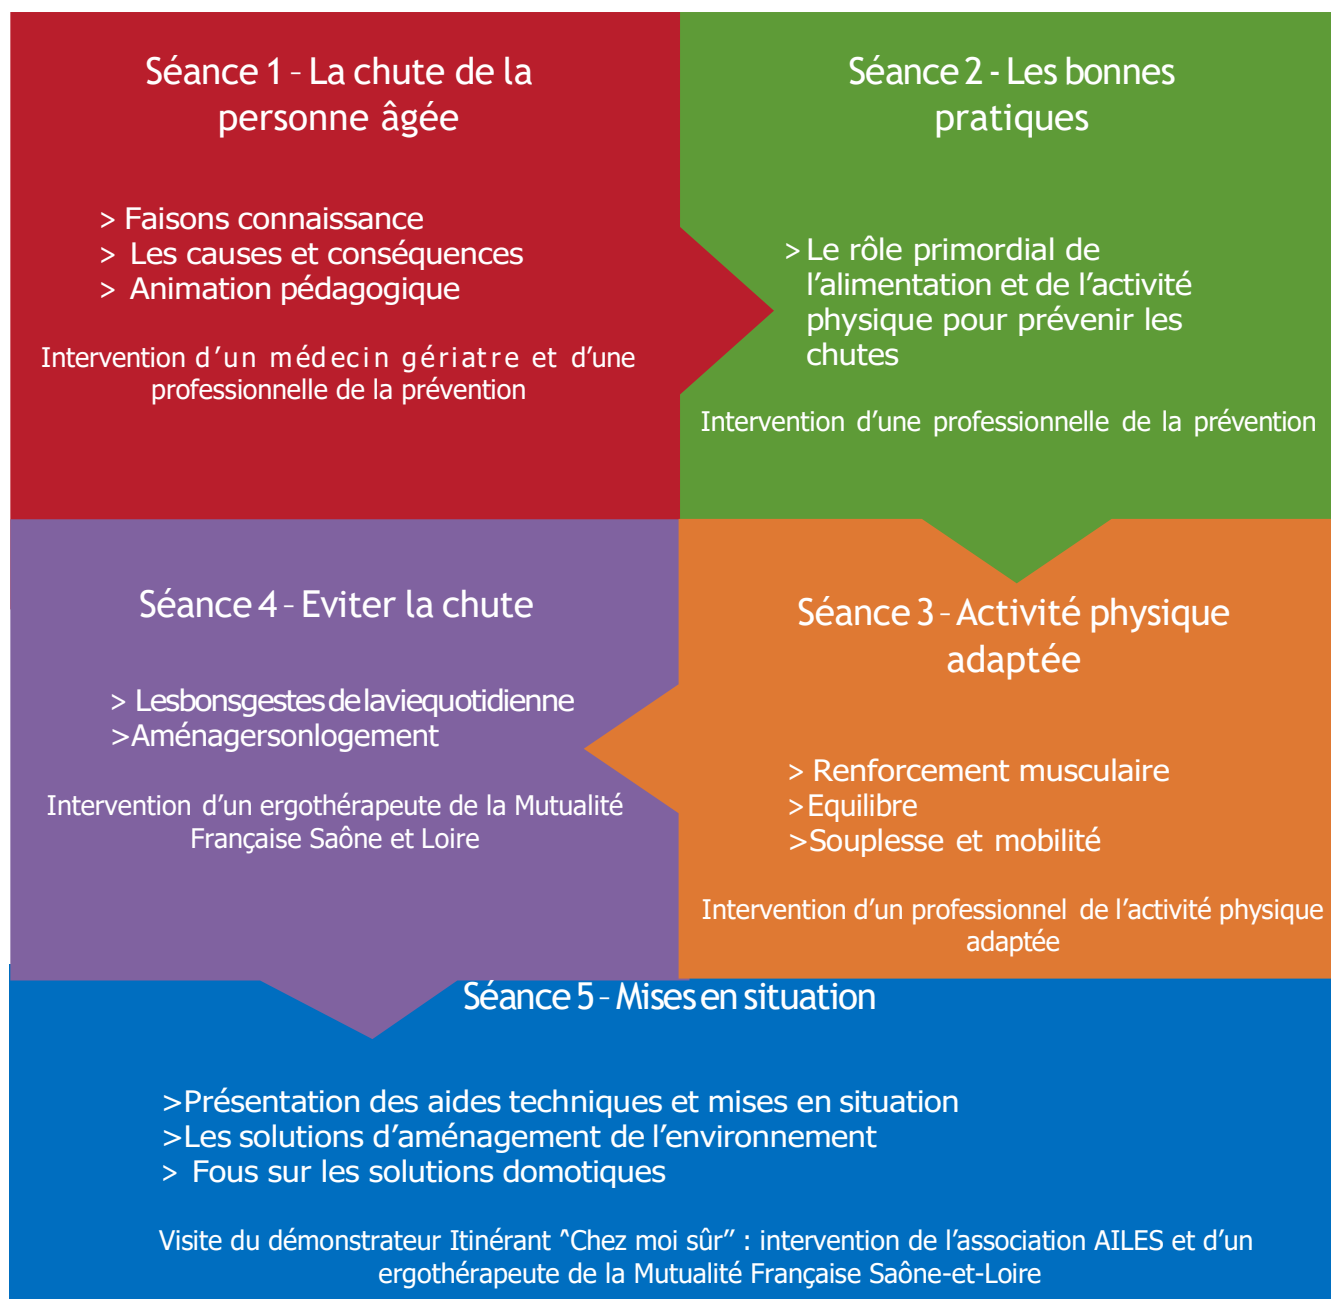 Séance 1 - La chute de la
personne âgée
> Faisons connaissance
> Les causes et conséquences
> Animation pédagogique
Intervention d'un médecin gériatre et d'une
professionnelle de la prévention
Séance 2 - Les bonnes
pratiques
> Le rôle primordial de
l'alimentation et de l'activité
physique pour prévenir les
chutes
Intervention d'une professionnelle de la prévention
Séance 3 - Activité physique
adaptée
> Renforcement musculaire
>Equilibre
>Souplesse et mobilité
Intervention d'un professionnel de l'activité physique
adaptée
Séance 4 - Eviter la chute
> Lesbonsgestesdelaviequotidienne
>Aménagersonlogement
Intervention d'un ergothérapeute de la Mutualité
Française Saône et Loire
Séance 5 - Mises en situation
>Présentation des aides techniques et mises en situation
>Les solutions d'aménagement de l'environnement
> Fous sur les solutions domotiques
Visite du démonstrateur Itinérant "Chez moi sûr" : intervention de l'association AILES et d'un
ergothérapeute de la Mutualité Française Saône-et-Loire